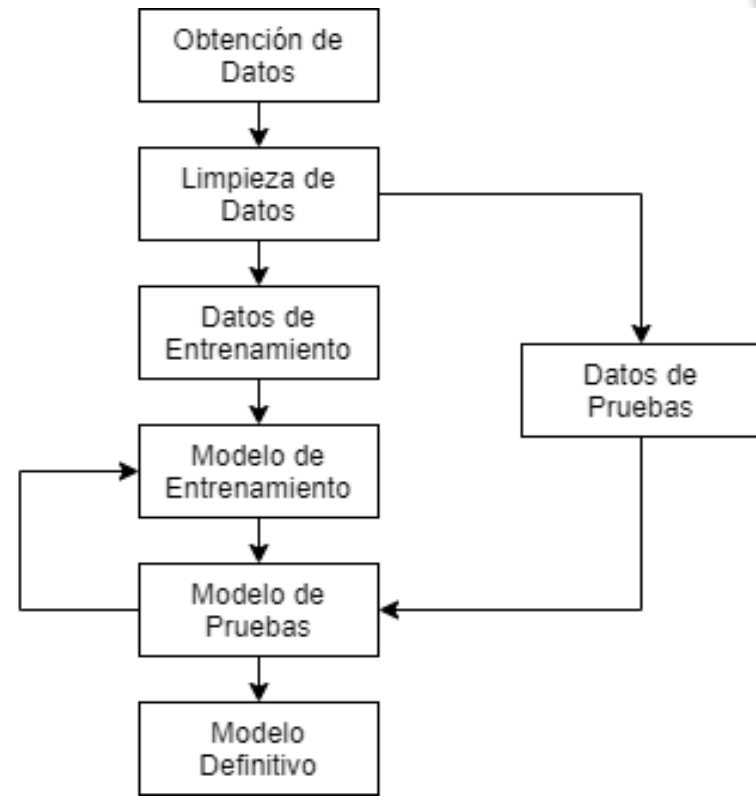 Obtención de
Datos
Limpieza de
Datos
Datos de
Entrenamiento
Datos de
Pruebas
Modelo de
Entrenamiento
Modelo de
Pruebas
Modelo
Definitivo